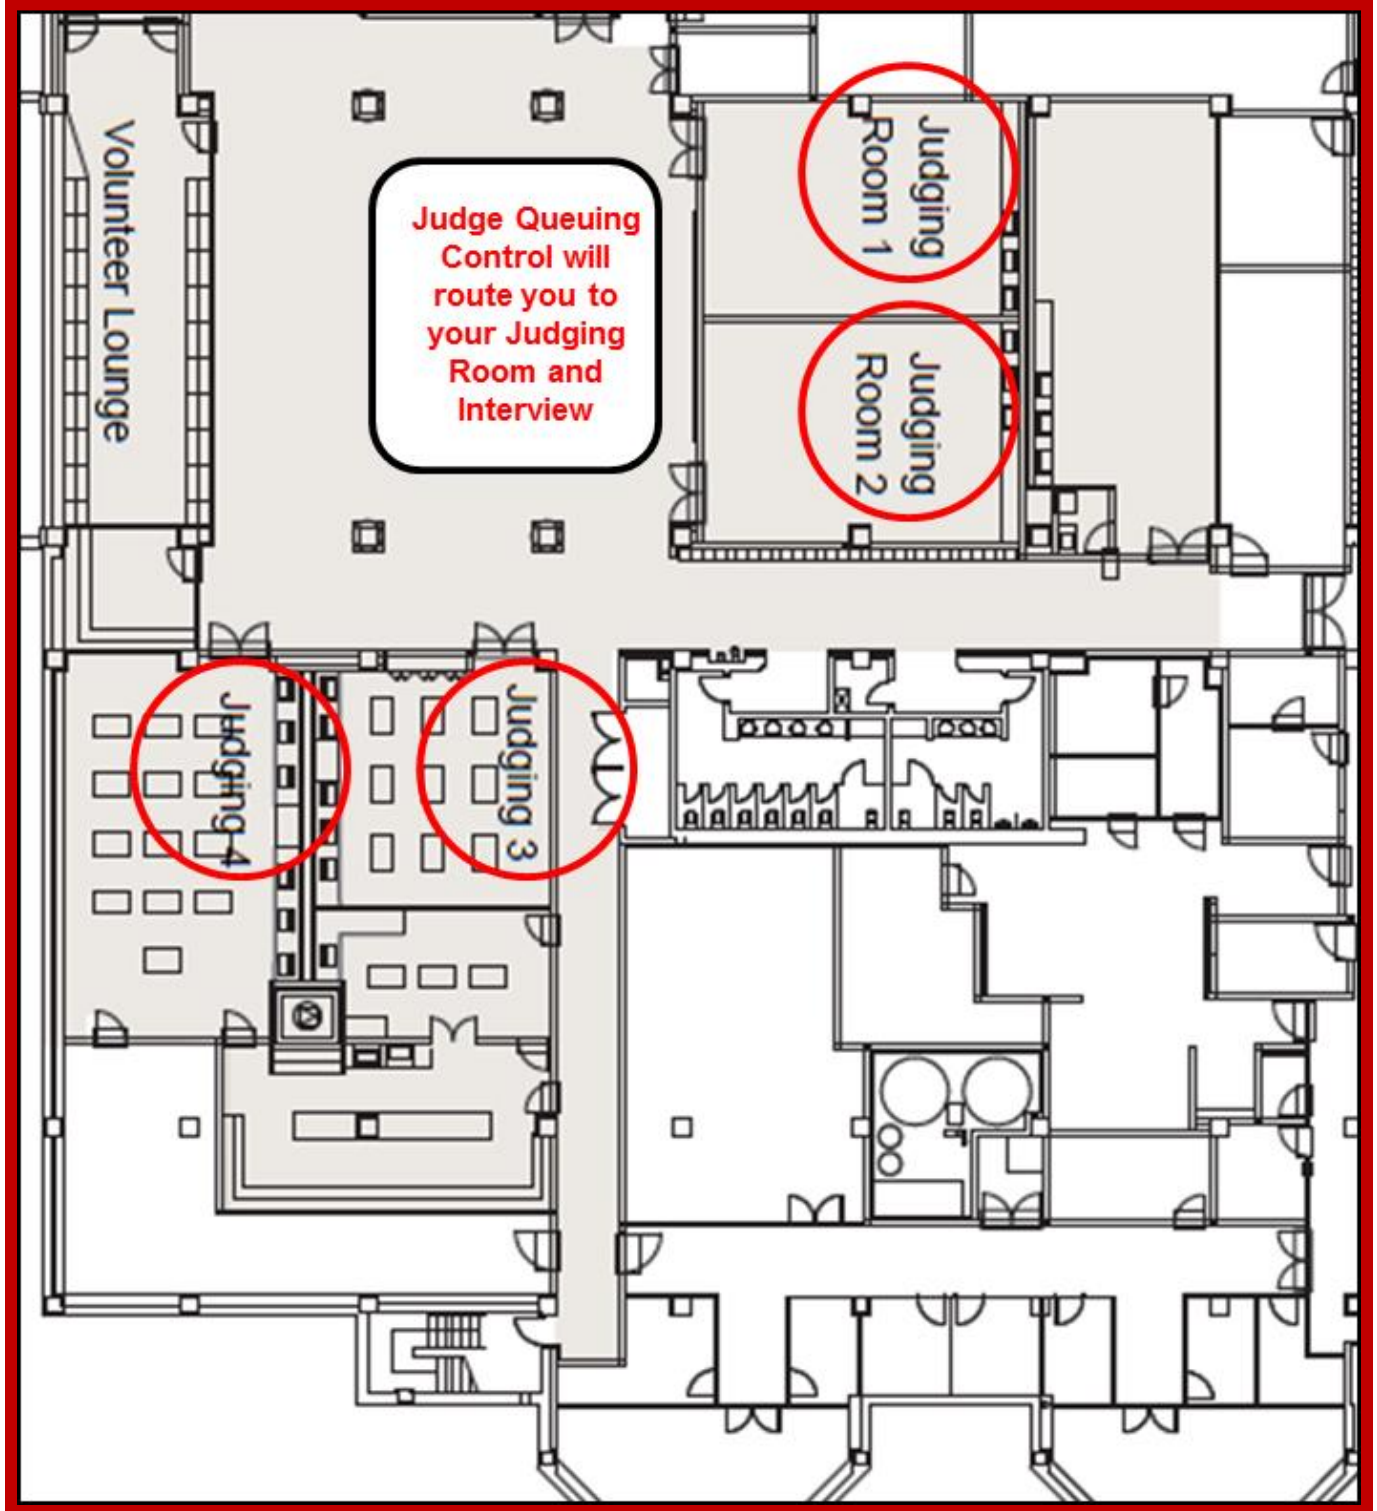 Volunteer Lounge
Judge Queuing
Control will
route you to
your Judging
Room and
Interview
Judging
Room 1
Judging
Room 2
Judging 4
Judging 3